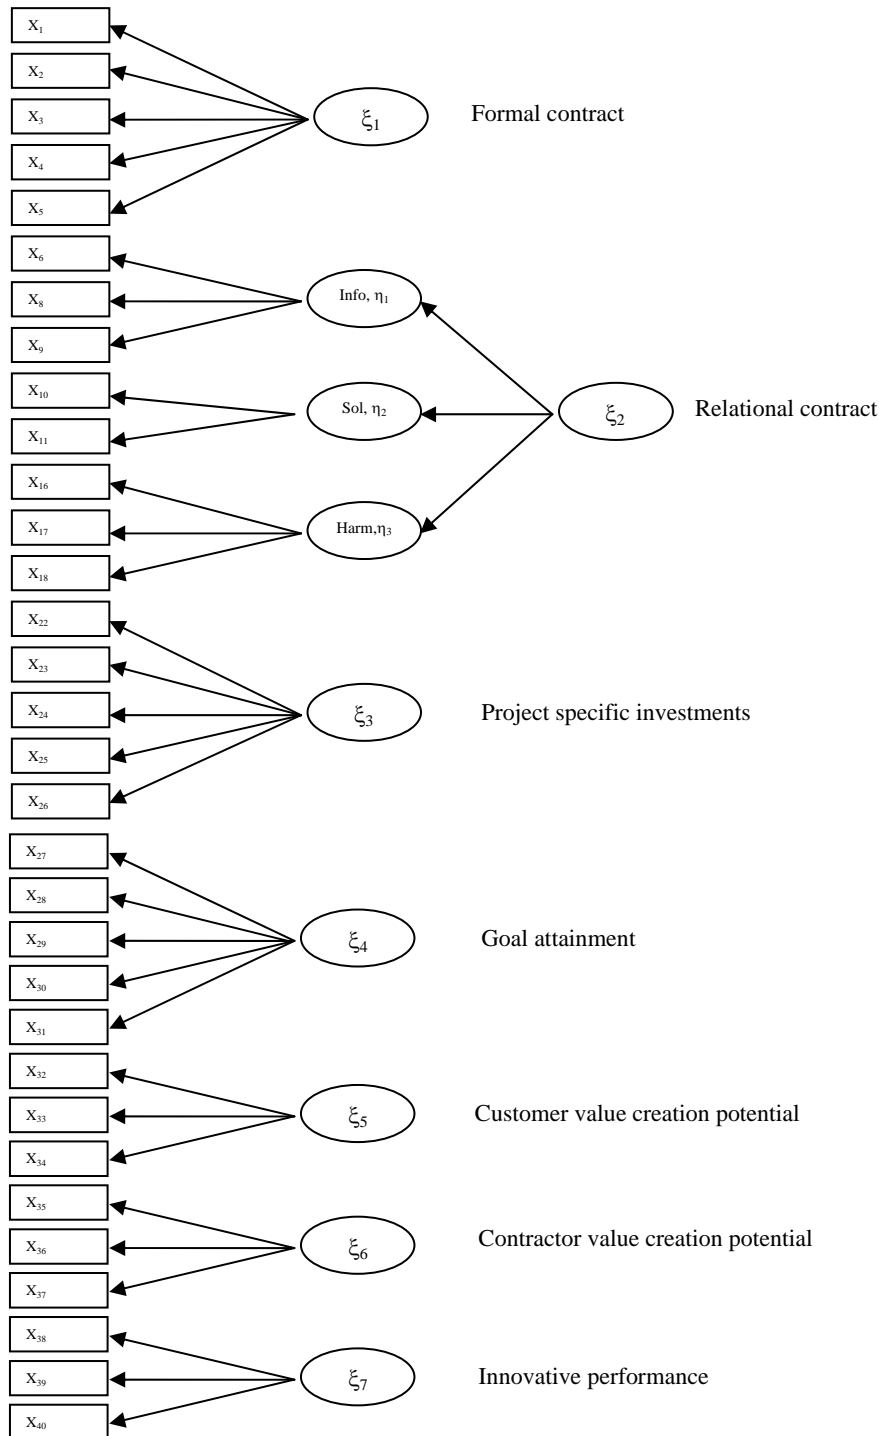 X₁
X₂
X₃
X₄
X₅
ξ₁
Formal contract
X₆
X₈
X₉
Info, η₁
X₁₀
X₁₁
Sol, η₂
ξ₂
Relational contract
X₁₆
X₁₇
X₁₈
Harm,η₃
X₂₂
X₂₃
X₂₄
X₂₅
X₂₆
ξ₃
Project specific investments
X₂₇
X₂₈
X₂₉
X₃₀
X₃₁
ξ₄
Goal attainment
X₃₂
X₃₃
X₃₄
ξ₅
Customer value creation potential
X₃₅
X₃₆
X₃₇
ξ₆
Contractor value creation potential
X₃₈
X₃₉
X₄₀
ξ₇
Innovative performance